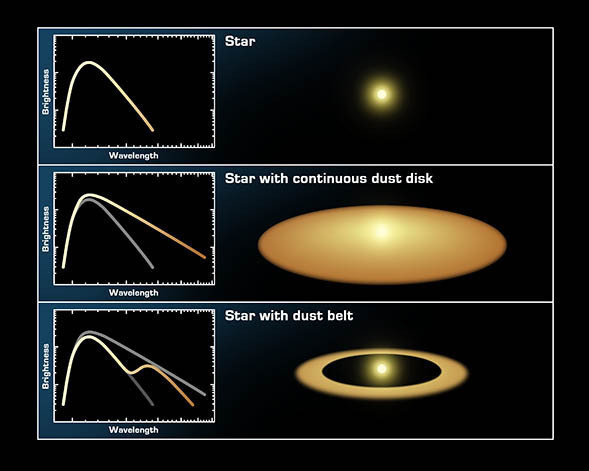 Star
Brightness
Wavelength
Star with continuous dust disk
Brightness
Wavelength
Star with dust belt
Brightness
Wavelength